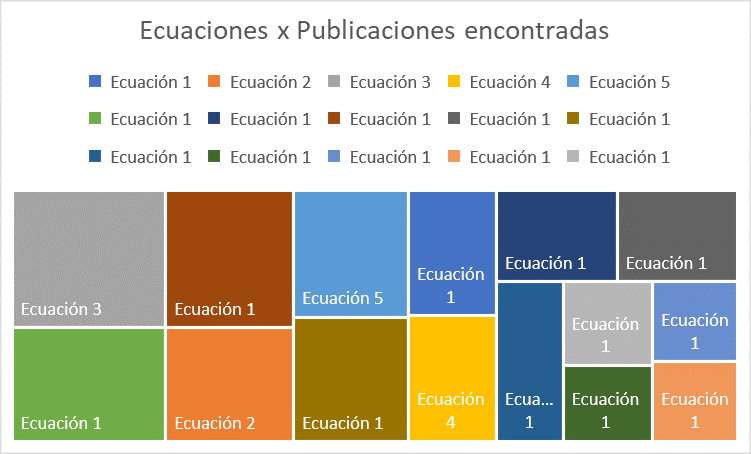 Ecuaciones x Publicaciones encontradas
Ecuación 1 Ecuación 2 Ecuación 3 Ecuación 4 Ecuación 5
Ecuación 1 Ecuación 1 Ecuación 1 Ecuación 1 Ecuación 1
Ecuación 1 Ecuación 1 Ecuación 1 Ecuación 1 Ecuación 1
Ecuación 3
Ecuación 1
Ecuación 5
Ecuación
1
Ecuación 1
Ecuación 1
Ecuación 1
Ecuación 2
Ecuación 1
Ecuación
4
Ecua...
1
Ecuación
1
Ecuación
1
Ecuación
1
Ecuación
1